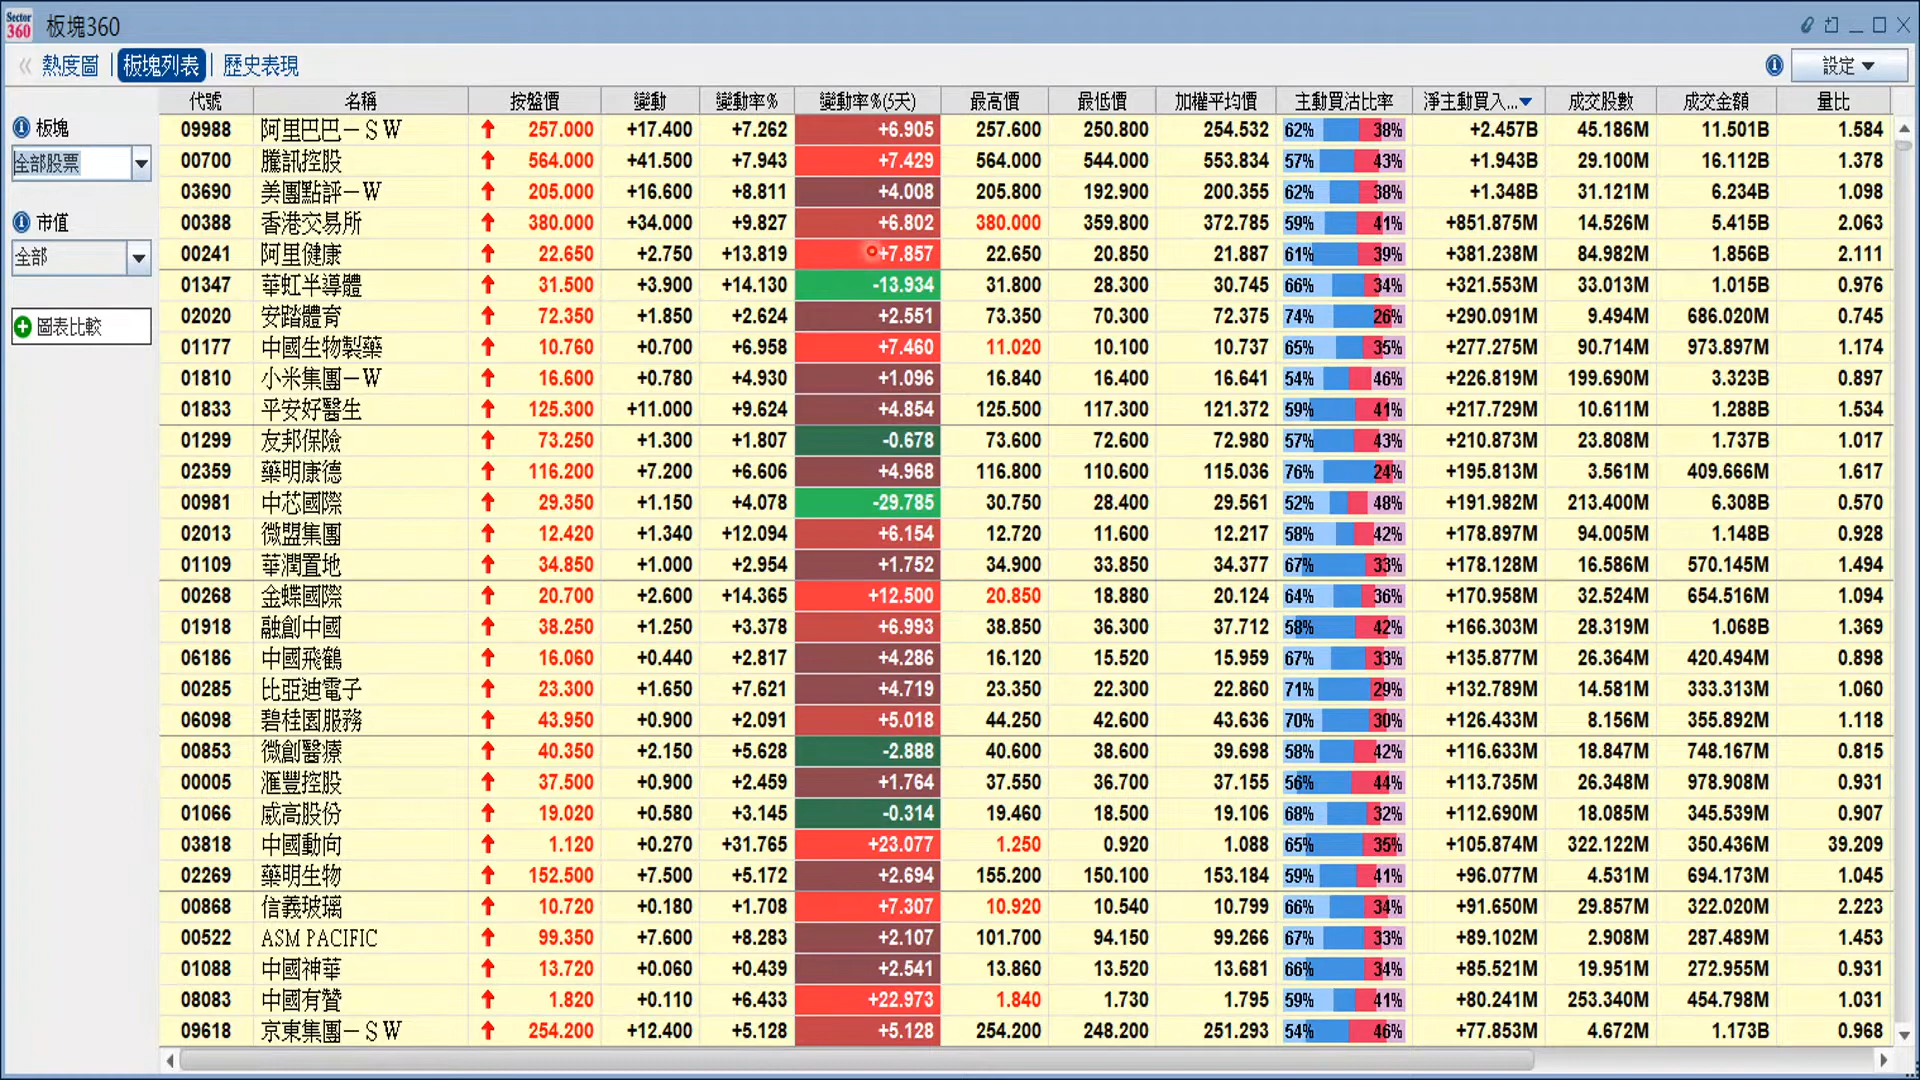 Sector 360 板塊360
熱度圖 板塊列表 歷史表現 設定
代號 名稱 按盤價 變動 變動率% 變動率%(5天) 最高價 最低價 加權平均價 主動買沽比率 淨主動買入... 成交股數 成交金額 量比
板塊
全部股票
市值
全部
圖表比較
09988 阿里巴巴－ＳＷ 257.000 +17.400 +7.262 +6.905 257.600 250.800 254.532 62% 38% +2.457B 45.186M 11.501B 1.584
00700 騰訊控股 564.000 +41.500 +7.943 +7.429 564.000 544.000 553.834 57% 43% +1.943B 29.100M 16.112B 1.378
03690 美團點評－Ｗ 205.000 +16.600 +8.811 +4.008 205.800 192.900 200.355 62% 38% +1.348B 31.121M 6.234B 1.098
00388 香港交易所 380.000 +34.000 +9.827 +6.802 380.000 359.800 372.785 59% 41% +851.875M 14.526M 5.415B 2.063
00241 阿里健康 22.650 +2.750 +13.819 +7.857 22.650 20.850 21.887 61% 39% +381.238M 84.982M 1.856B 2.111
01347 華虹半導體 31.500 +3.900 +14.130 -13.934 31.800 28.300 30.745 66% 34% +321.553M 33.013M 1.015B 0.976
02020 安踏體育 72.350 +1.850 +2.624 +2.551 73.350 70.300 72.375 74% 26% +290.091M 9.494M 686.020M 0.745
01177 中國生物製藥 10.760 +0.700 +6.958 +7.460 11.020 10.100 10.737 65% 35% +277.275M 90.714M 973.897M 1.174
01810 小米集團－Ｗ 16.600 +0.780 +4.930 +1.096 16.840 16.400 16.641 54% 46% +226.819M 199.690M 3.323B 0.897
01833 平安好醫生 125.300 +11.000 +9.624 +4.854 125.500 117.300 121.372 59% 41% +217.729M 10.611M 1.288B 1.534
01299 友邦保險 73.250 +1.300 +1.807 -0.678 73.600 72.600 72.980 57% 43% +210.873M 23.808M 1.737B 1.017
02359 藥明康德 116.200 +7.200 +6.606 +4.968 116.800 110.600 115.036 76% 24% +195.813M 3.561M 409.666M 1.617
00981 中芯國際 29.350 +1.150 +4.078 -29.785 30.750 28.400 29.561 52% 48% +191.982M 213.400M 6.308B 0.570
02013 微盟集團 12.420 +1.340 +12.094 +6.154 12.720 11.600 12.217 58% 42% +178.897M 94.005M 1.148B 0.928
01109 華潤置地 34.850 +1.000 +2.954 +1.752 34.900 33.850 34.377 67% 33% +178.128M 16.586M 570.145M 1.494
00268 金蝶國際 20.700 +2.600 +14.365 +12.500 20.850 18.880 20.124 64% 36% +170.958M 32.524M 654.516M 1.094
01918 融創中國 38.250 +1.250 +3.378 +6.993 38.850 36.300 37.712 58% 42% +166.303M 28.319M 1.068B 1.369
06186 中國飛鶴 16.060 +0.440 +2.817 +4.286 16.120 15.520 15.959 67% 33% +135.877M 26.364M 420.494M 0.898
00285 比亞迪電子 23.300 +1.650 +7.621 +4.719 23.350 22.300 22.860 71% 29% +132.789M 14.581M 333.313M 1.060
06098 碧桂園服務 43.950 +0.900 +2.091 +5.018 44.250 42.600 43.636 70% 30% +126.433M 8.156M 355.892M 1.118
00853 微創醫療 40.350 +2.150 +5.628 -2.888 40.600 38.600 39.698 58% 42% +116.633M 18.847M 748.167M 0.815
00005 滙豐控股 37.500 +0.900 +2.459 +1.764 37.550 36.700 37.155 56% 44% +113.735M 26.348M 978.908M 0.931
01066 威高股份 19.020 +0.580 +3.145 -0.314 19.460 18.500 19.106 68% 32% +112.690M 18.085M 345.539M 0.907
03818 中國動向 1.120 +0.270 +31.765 +23.077 1.250 0.920 1.088 65% 35% +105.874M 322.122M 350.436M 39.209
02269 藥明生物 152.500 +7.500 +5.172 +2.694 155.200 150.100 153.184 59% 41% +96.077M 4.531M 694.173M 1.045
00868 信義玻璃 10.720 +0.180 +1.708 +7.307 10.920 10.540 10.799 66% 34% +91.650M 29.857M 322.020M 2.223
00522 ASM PACIFIC 99.350 +7.600 +8.283 +2.107 101.700 94.150 99.266 67% 33% +89.102M 2.908M 287.489M 1.453
01088 中國神華 13.720 +0.060 +0.439 +2.541 13.860 13.520 13.681 66% 34% +85.521M 19.951M 272.955M 0.931
08083 中國有贊 1.820 +0.110 +6.433 +22.973 1.840 1.730 1.795 59% 41% +80.241M 253.340M 454.798M 1.031
09618 京東集團－ＳＷ 254.200 +12.400 +5.128 +5.128 254.200 248.200 251.293 54% 46% +77.853M 4.672M 1.173B 0.968